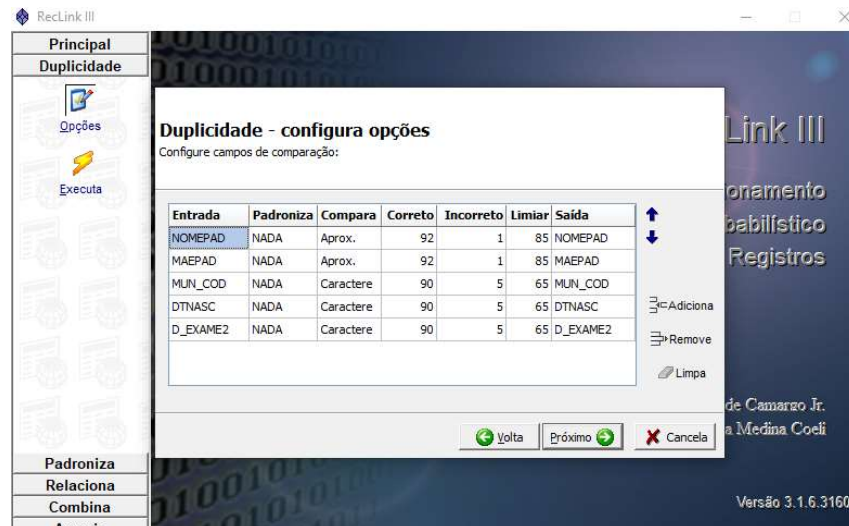 RecLink III
Principal
Duplicidade
Opções
Executa
Padroniza
Relaciona
Combina
Duplicidade - configura opções
Configure campos de comparação:
Entrada Padroniza Compara Correto Incorreto Limiar Saída
NOMEPAD NADA Aprox. 92 1 85 NOMEPAD
MAEPAD NADA Aprox. 92 1 85 MAEPAD
MUN_COD NADA Caractere 90 5 65 MUN_COD
DTNASC NADA Caractere 90 5 65 DTNASC
D_EXAME2 NADA Caractere 90 5 65 D_EXAME2
Adiciona
Remove
Limpa
Volta Próximo Cancela
Link III
onamento
babilístico
Registros
de Camargo Jr.
a Medina Coeli
Versão 3.1.6.3160